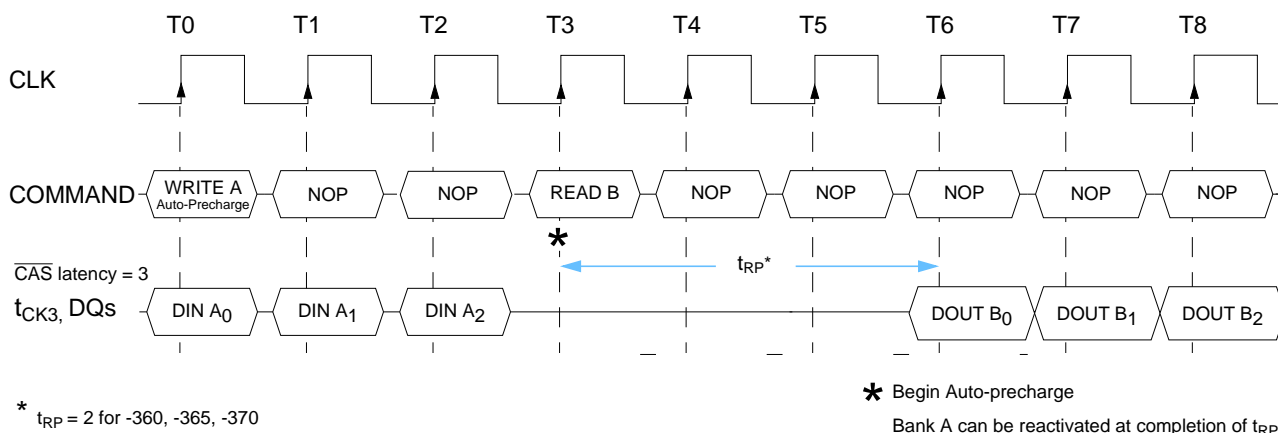 T0 T1 T2 T3 T4 T5 T6 T7 T8
CLK
COMMAND WRITE A Auto-Precharge NOP NOP READ B NOP NOP NOP NOP NOP
*
CAS latency = 3
tRP*
tCK3, DQs DIN A0 DIN A1 DIN A2 DOUT B0 DOUT B1 DOUT B2
* Begin Auto-precharge
* tRP = 2 for -360, -365, -370
Bank A can be reactivated at completion of tRP